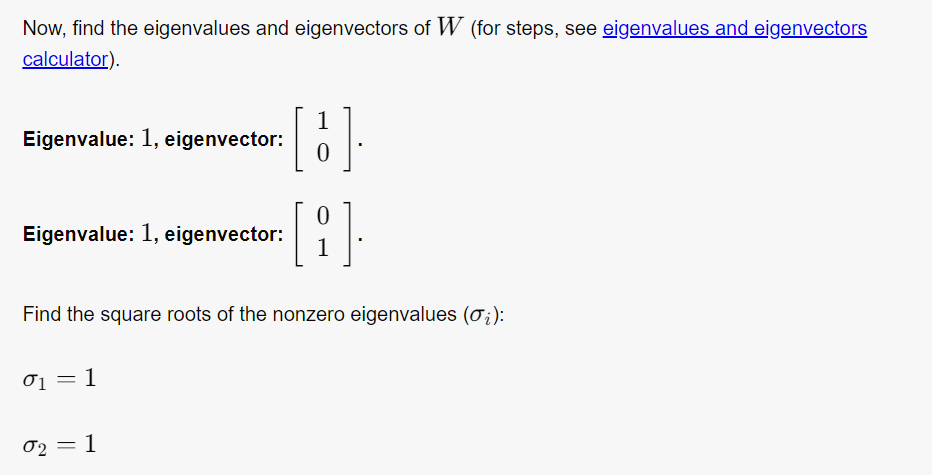 Now, find the eigenvalues and eigenvectors of W (for steps, see eigenvalues and eigenvectors
calculator).
Eigenvalue: 1, eigenvector: [ 1
0 ].
Eigenvalue: 1, eigenvector: [ 0
1 ].
Find the square roots of the nonzero eigenvalues (σᵢ):
σ₁ = 1
σ₂ = 1